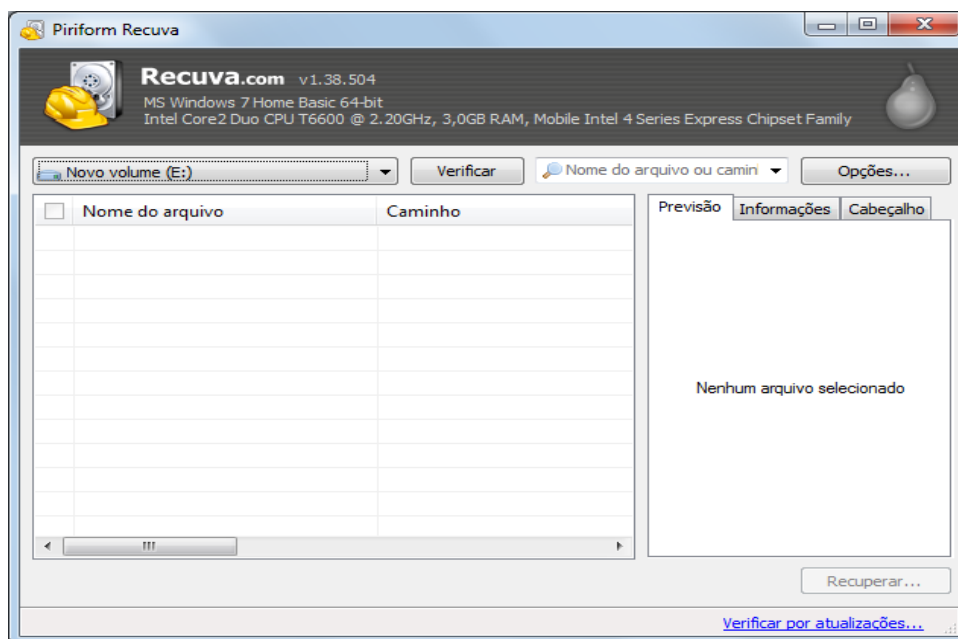 Piriform Recuva
Recuva.com v1.38.504
MS Windows 7 Home Basic 64-bit
Intel Core2 Duo CPU T6600 @ 2.20GHz, 3,0GB RAM, Mobile Intel 4 Series Express Chipset Family
Novo volume (E:) Verificar Nome do arquivo ou camin Opções...
Nome do arquivo Caminho Previsão Informações Cabeçalho
Nenhum arquivo selecionado
Recuperar...
Verificar por atualizações...